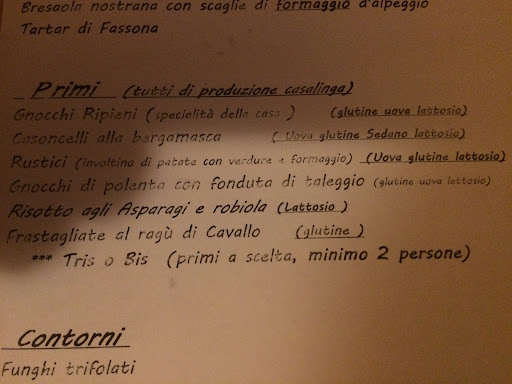 Bresaola nostrana con scaglie di formaggio d'alpeggio
Tartar di Fassona
Primi (tutti di produzione casalinga)
Gnocchi Ripieni (specialità della casa ) (glutine uova lattosio)
Casoncelli alla bergamasca ( Uova glutine Sedano lattosio)
Rustici (involtino di patate con verdure e formaggio) (Uova glutine lattosio)
Gnocchi di polenta con fonduta di taleggio (glutine uova lattosio)
Risotto agli Asparagi e robiola (Lattosio )
Frastagliate al ragù di Cavallo (glutine )
*** Tris o Bis (primi a scelta, minimo 2 persone)
Contorni
Funghi trifolati